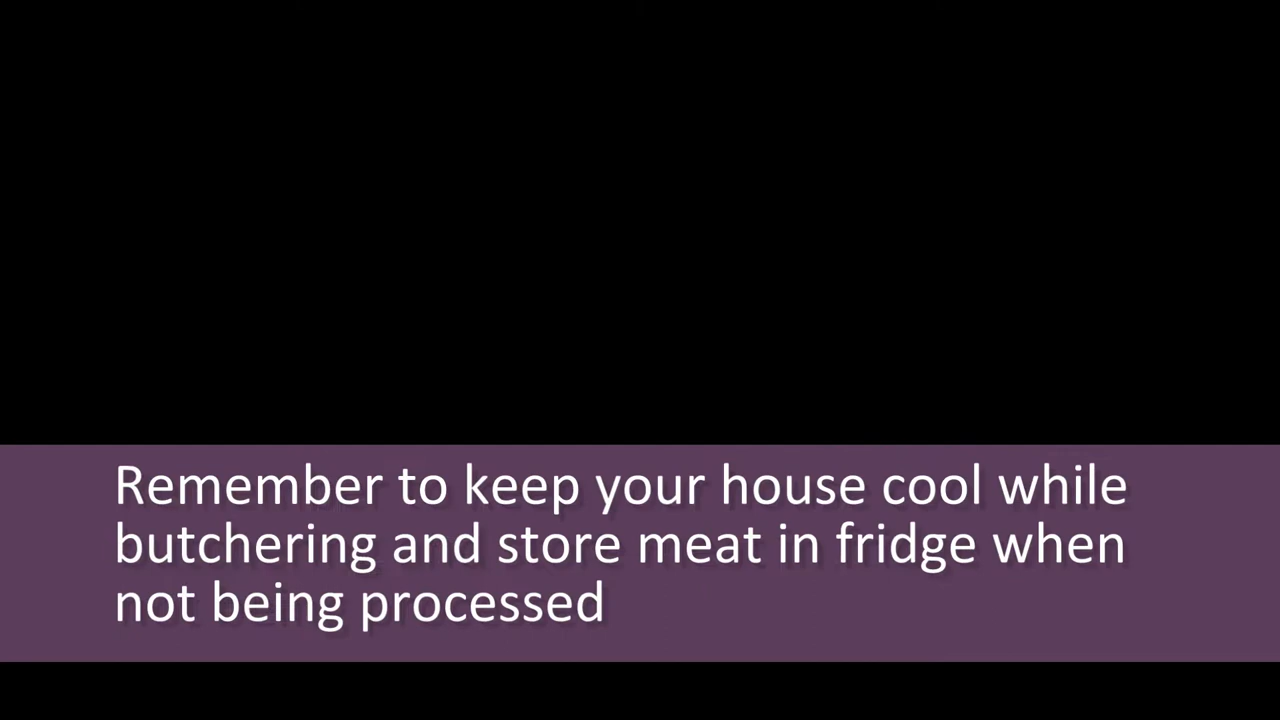 Remember to keep your house cool while
butchering and store meat in fridge when
not being processed